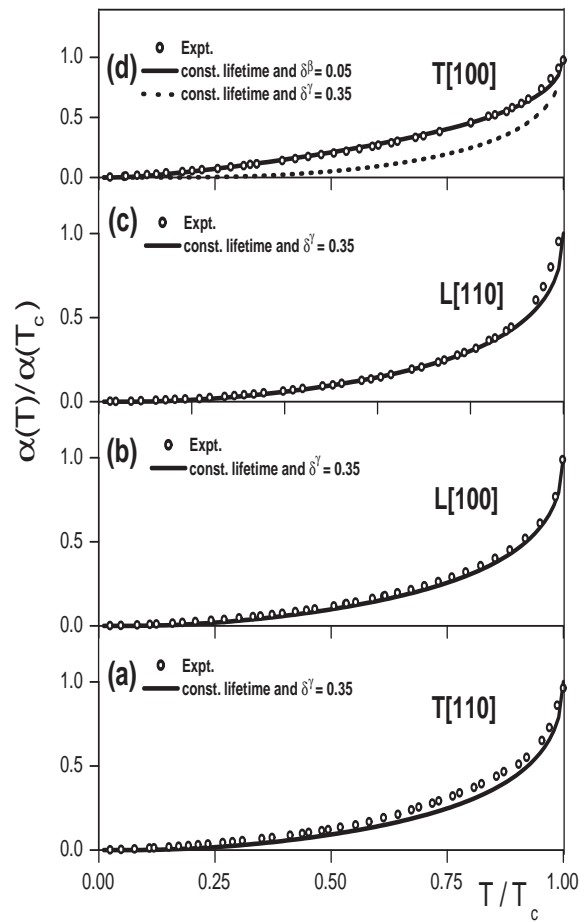 (d)
Expt.
const. lifetime and δ^β = 0.05
const. lifetime and δ^γ = 0.35
T[100]
1.0
0.5
0.0
(c)
Expt.
const. lifetime and δ^γ = 0.35
L[110]
1.0
0.5
0.0
(b)
Expt.
const. lifetime and δ^γ = 0.35
L[100]
1.0
0.5
0.0
(a)
Expt.
const. lifetime and δ^γ = 0.35
T[110]
1.0
0.5
0.0
α(T)/α(T_c)
0.00 0.25 0.50 0.75 1.00
T/T_c